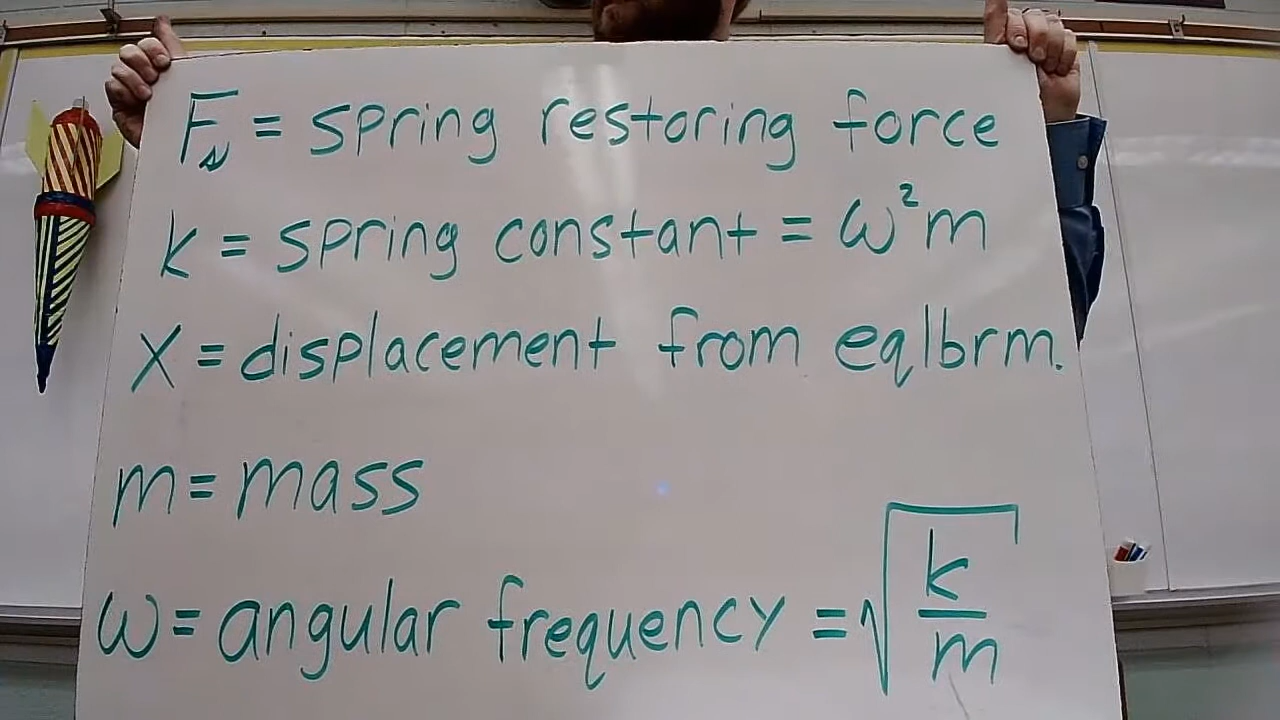 Fs = spring restoring force
k = spring constant = ω²m
x = displacement from eqlbrm.
m = mass
ω = angular frequency = √(k/m)